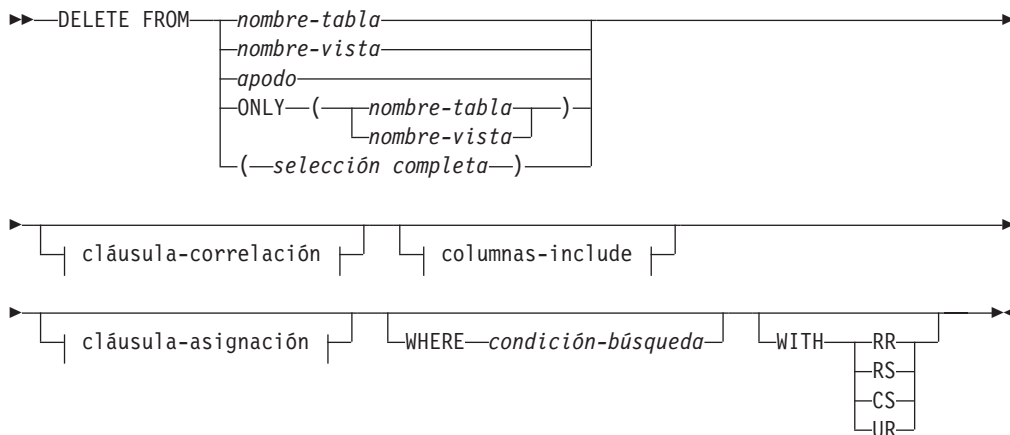 DELETE FROM nombre-tabla
nombre-vista
apodo
ONLY ( nombre-tabla )
nombre-vista
( selección completa )
cláusula-correlación columnas-include
cláusula-asignación WHERE condición-búsqueda WITH RR
RS
CS
UR